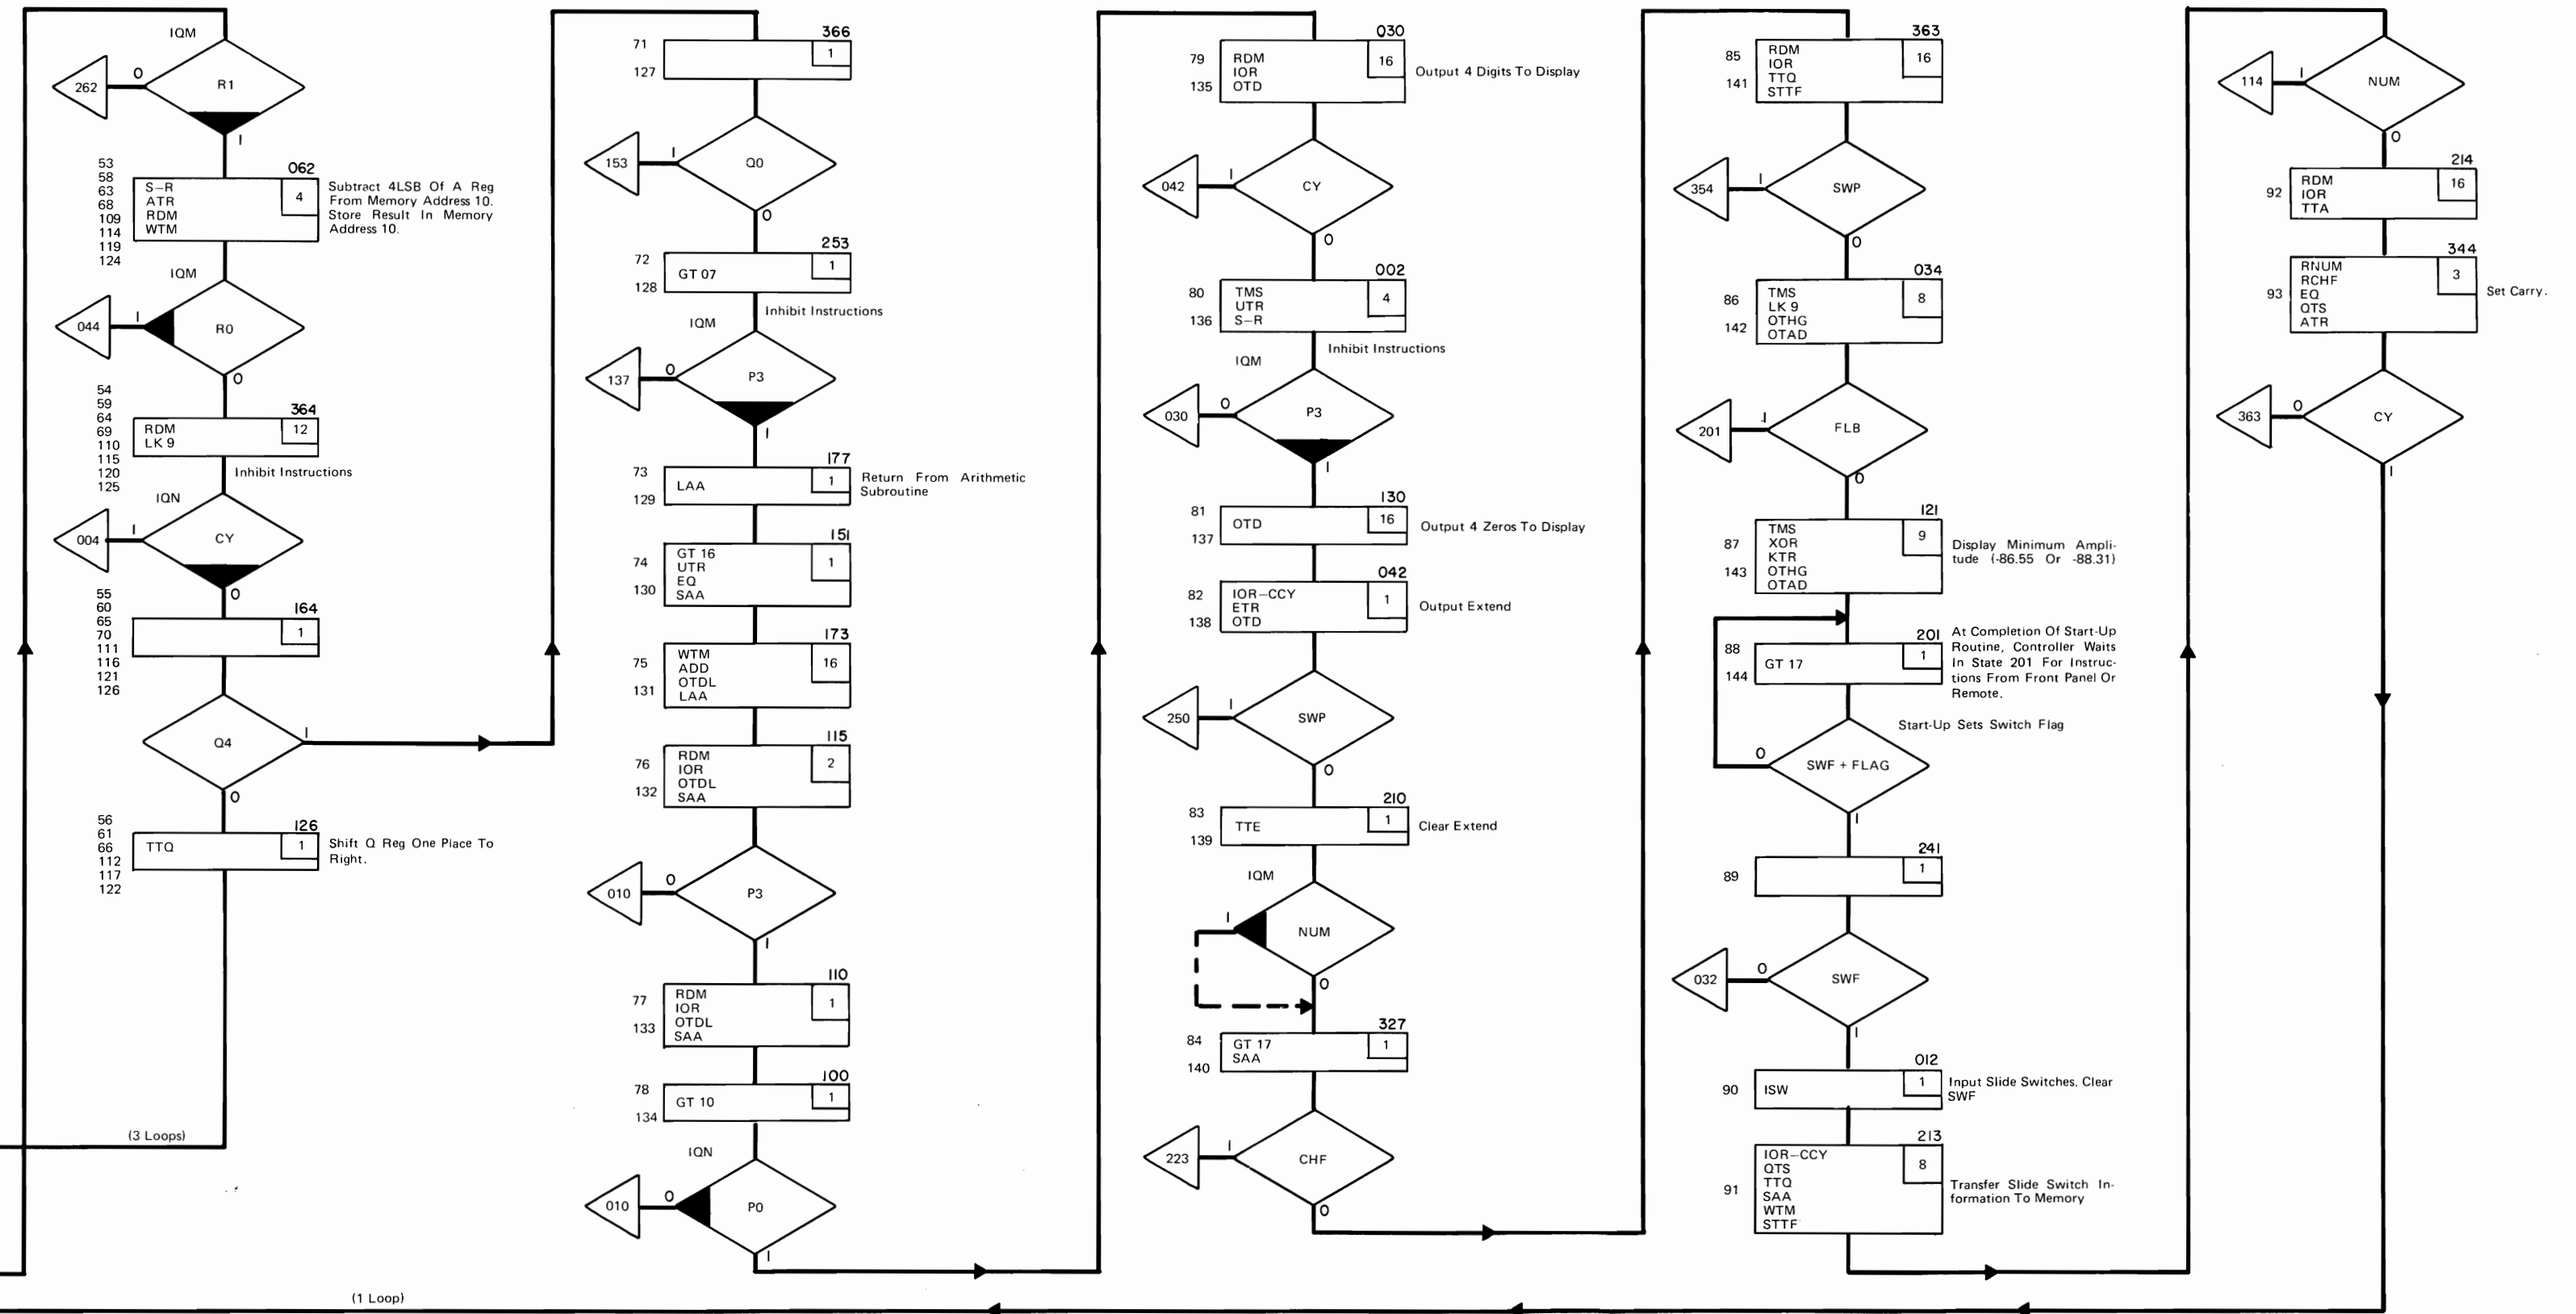 IQM
R1
0
262
1
53
58
63
68
109
114
119
124
062
S-R
ATR
RDM
WTM
4
Subtract 4LSB Of A Reg
From Memory Address 10.
Store Result In Memory
Address 10.
IQM
R0
1
044
0
54
59
64
69
110
115
120
125
364
RDM
LK 9
12
Inhibit Instructions
IQN
CY
1
004
0
55
60
65
70
111
116
121
126
164
1
Q4
1
0
56
61
66
112
117
122
126
TTQ
1
Shift Q Reg One Place To
Right.
(3 Loops)
71
127
366
1
Q0
1
153
0
72
128
253
GT 07
1
Inhibit Instructions
IQM
P3
0
137
1
73
129
177
LAA
1
Return From Arithmetic
Subroutine
74
130
151
GT 16
UTR
EQ
SAA
1
75
131
173
WTM
ADD
OTDL
LAA
16
76
132
115
RDM
IOR
OTDL
SAA
2
P3
0
010
1
77
133
110
RDM
IOR
OTDL
SAA
1
78
134
100
GT 10
1
IQN
P0
0
010
1
79
135
030
RDM
IOR
OTD
16
Output 4 Digits To Display
CY
1
042
0
80
136
002
TMS
UTR
S-R
4
Inhibit Instructions
IQM
P3
0
030
1
81
137
130
OTD
16
Output 4 Zeros To Display
82
138
042
IOR-CCY
ETR
OTD
1
Output Extend
SWP
1
250
0
83
139
210
TTE
1
Clear Extend
IQM
NUM
1
0
84
140
327
GT 17
SAA
1
CHF
1
223
0
85
141
363
RDM
IOR
TTQ
STTF
16
SWP
1
354
0
86
142
034
TMS
LK 9
OTHG
OTAD
8
FLB
1
201
0
87
143
121
TMS
XOR
KTR
OTHG
OTAD
9
Display Minimum Ampli-
tude (-86.55 Or -88.31)
88
144
201
GT 17
1
At Completion Of Start-Up
Routine, Controller Waits
In State 201 For Instruc-
tions From Front Panel Or
Remote.
Start-Up Sets Switch Flag
SWF + FLAG
0
1
89
241
1
SWF
0
032
1
90
012
ISW
1
Input Slide Switches. Clear
SWF
91
213
IOR-CCY
QTS
TTQ
SAA
WTM
STTF
8
Transfer Slide Switch In-
formation To Memory
NUM
1
114
0
92
214
RDM
IOR
TTA
16
93
344
RNUM
RCHF
EQ
QTS
ATR
3
Set Carry.
CY
0
363
1
(1 Loop)